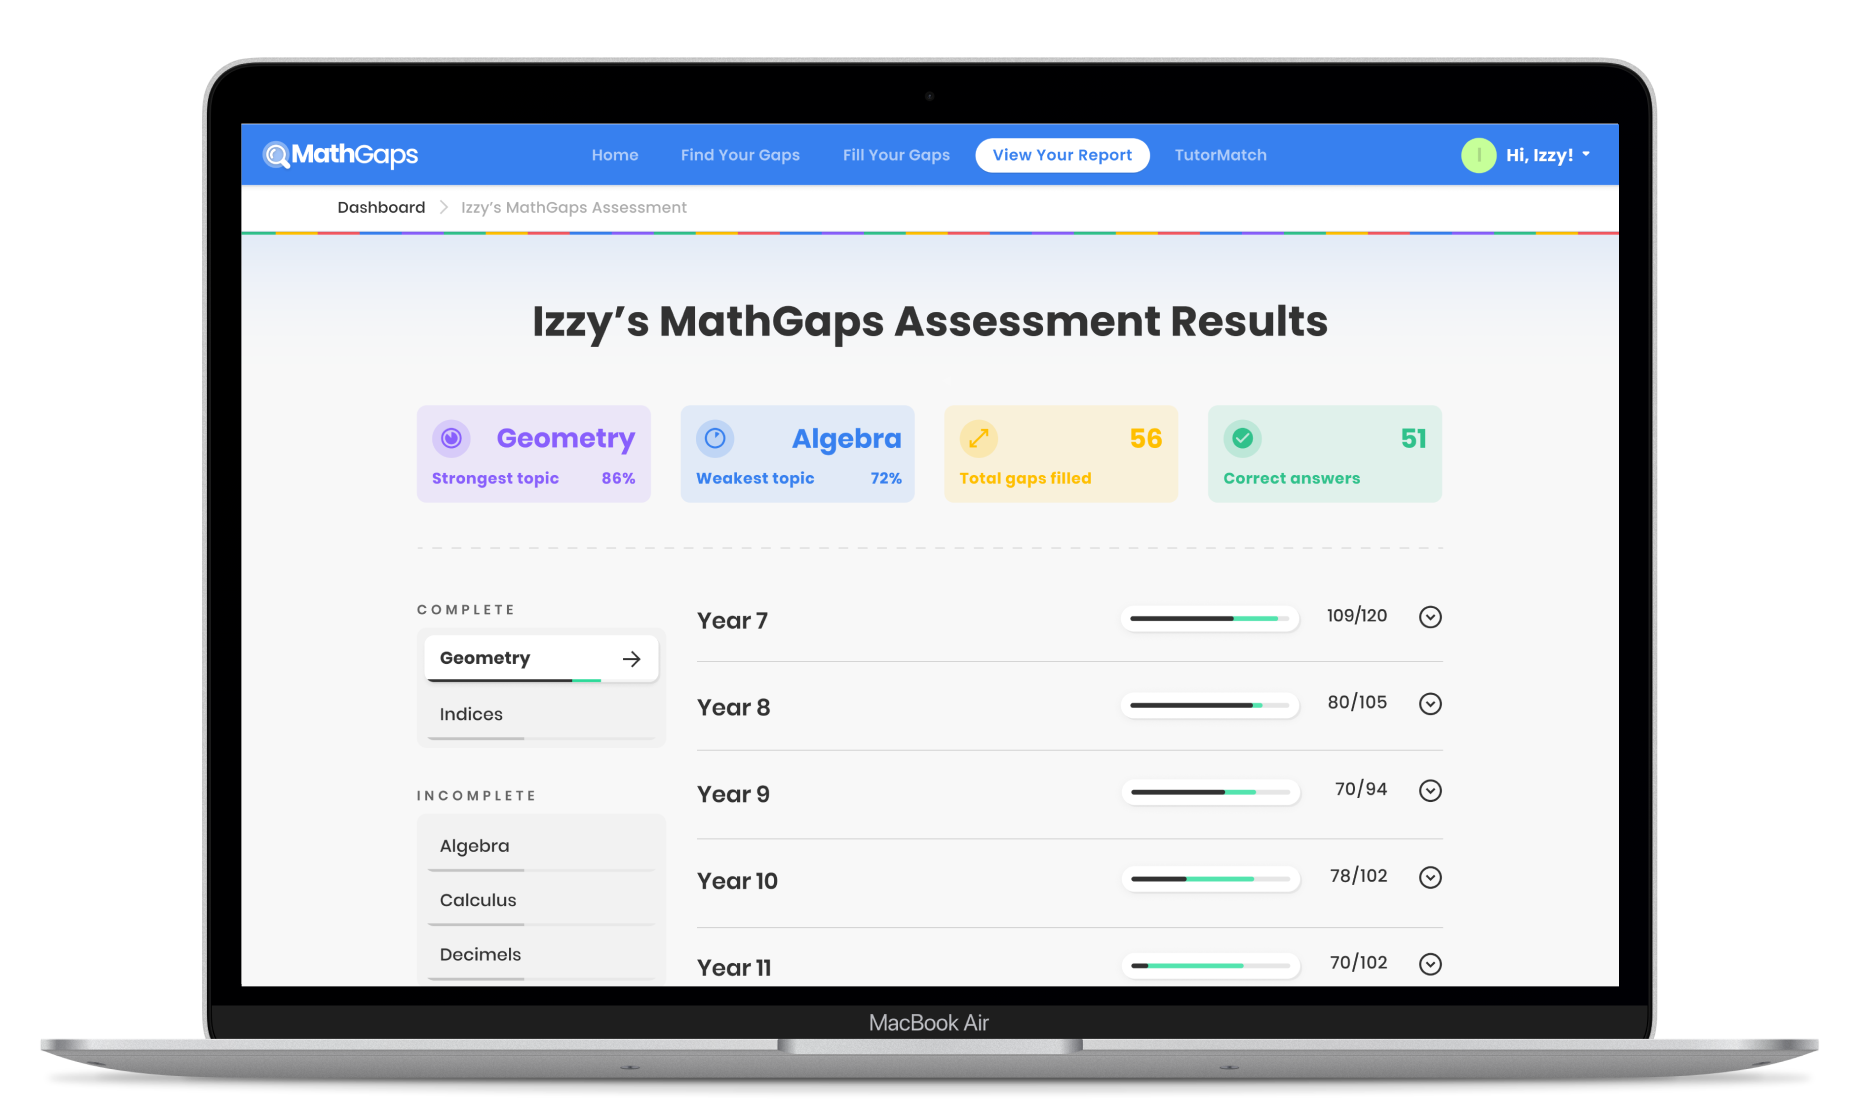 MathGaps
Home Find Your Gaps Fill Your Gaps View Your Report TutorMatch
I Hi, Izzy!
Dashboard Izzy’s MathGaps Assessment
Izzy’s MathGaps Assessment Results
Geometry
Strongest topic 86%
Algebra
Weakest topic 72%
56
Total gaps filled
51
Correct answers
COMPLETE
Geometry
Indices
INCOMPLETE
Algebra
Calculus
Decimels
Year 7 109/120
Year 8 80/105
Year 9 70/94
Year 10 78/102
Year 11 70/102
MacBook Air